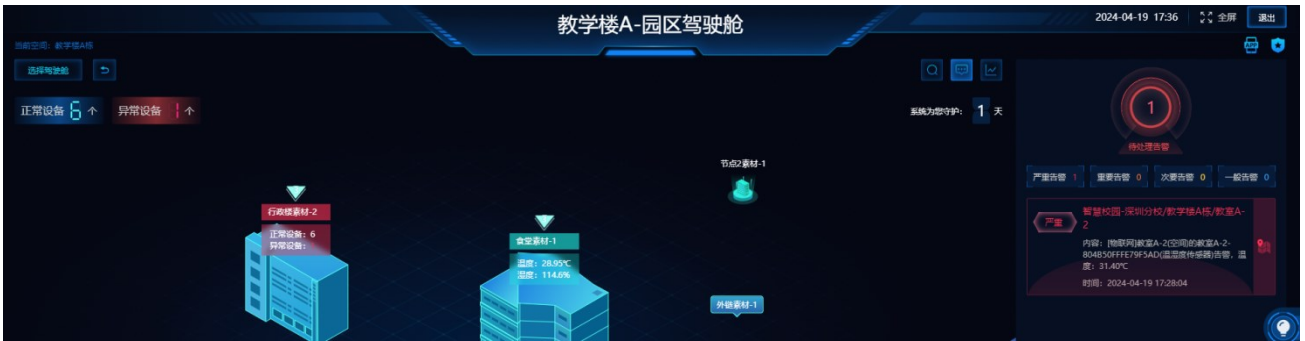 教学楼A-园区驾驶舱
2024-04-19 17:36 全屏 退出
当前空间：教学楼A栋
选择驾驶舱
正常设备 6 个 异常设备 1 个
系统为您守护： 1 天
1
待处理告警
严重告警 1 重要告警 0 次要告警 0 一般告警 0
节点2素材-1
行政楼素材-2
正常设备：6
异常设备：
食堂素材-1
温度：28.95℃
湿度：114.6%
外链素材-1
严重
智慧校园-深圳分校/教学楼A栋/教室A-
2
内容：[物联网]教室A-2(空间)的教室A-2-
804B50FFFE79F5AD(温湿度传感器)告警，温
度：31.40℃
时间：2024-04-19 17:28:04